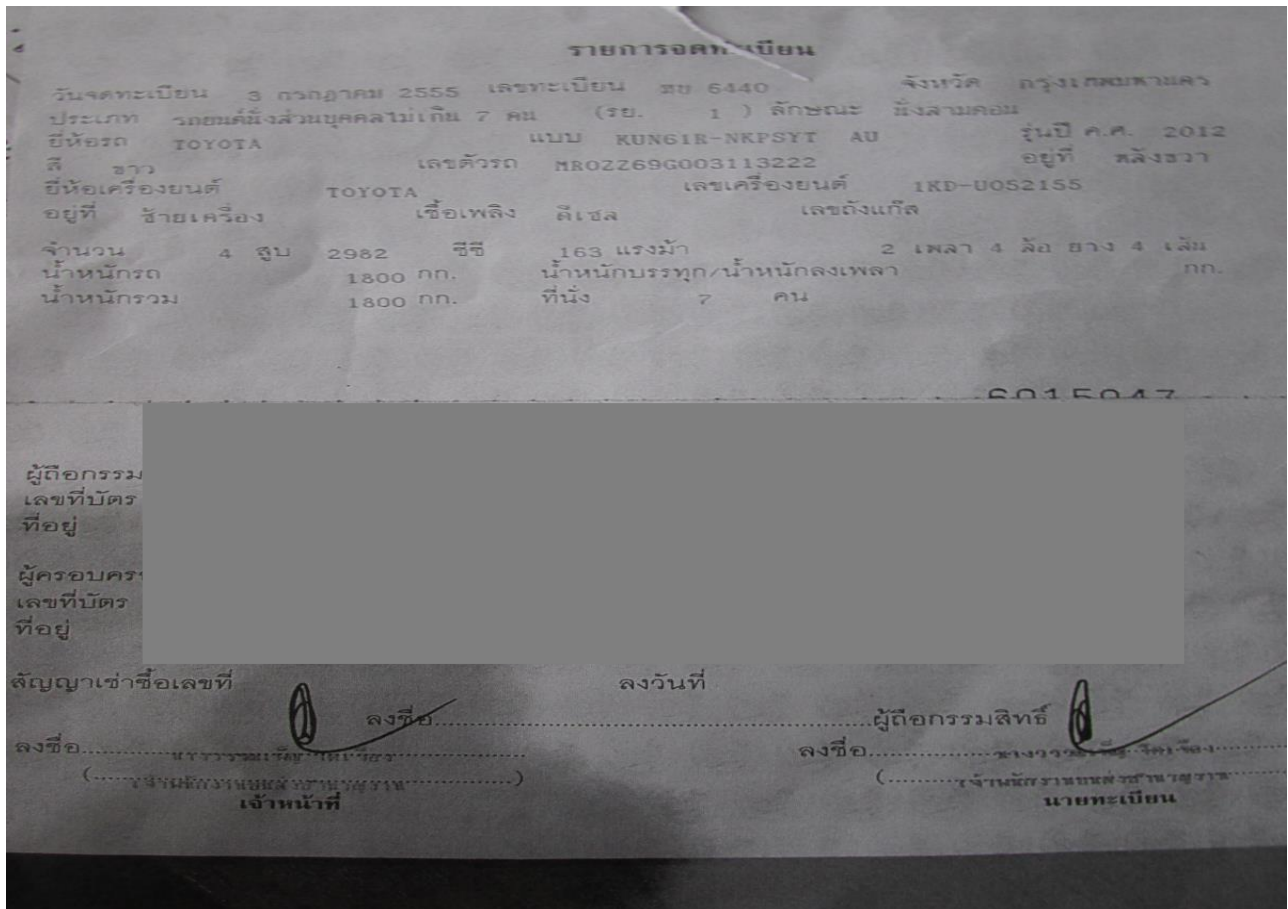 รายการจดทะเบียน
วันจดทะเบียน 3 กรกฎาคม 2555 เลขทะเบียน 6440 จังหวัด กรุงเทพมหานคร
ประเภท รถยนต์นั่งส่วนบุคคลไม่เกิน 7 คน (รย. 1 ) ลักษณะ นั่งสามตอน
ยี่ห้อรถ TOYOTA แบบ KUN61R-NKPSYT AU รุ่นปี ค.ศ. 2012
สี ขาว เลขตัวรถ MR0ZZ69G003113222 อยู่ที่ หลังขวา
ยี่ห้อเครื่องยนต์ TOYOTA เลขเครื่องยนต์ 1KD-U052155
อยู่ที่ ซ้ายเครื่อง เชื้อเพลิง ดีเซล เลขถังแก๊ส
จำนวน 4 สูบ 2982 ซีซี 163 แรงม้า 2 เพลา 4 ล้อ ยาง 4 เส้น
น้ำหนักรถ 1800 กก. น้ำหนักบรรทุก/น้ำหนักลงเพลา กก.
น้ำหนักรวม 1800 กก. ที่นั่ง 7 คน
6015047
ผู้ถือกรรม
เลขที่บัตร
ที่อยู่
ผู้ครอบคร
เลขที่บัตร
ที่อยู่
สัญญาเช่าซื้อเลขที่ ลงวันที่
ลงชื่อ ผู้ถือกรรมสิทธิ์
ลงชื่อ ลงชื่อ
เจ้าหน้าที่ นายทะเบียน